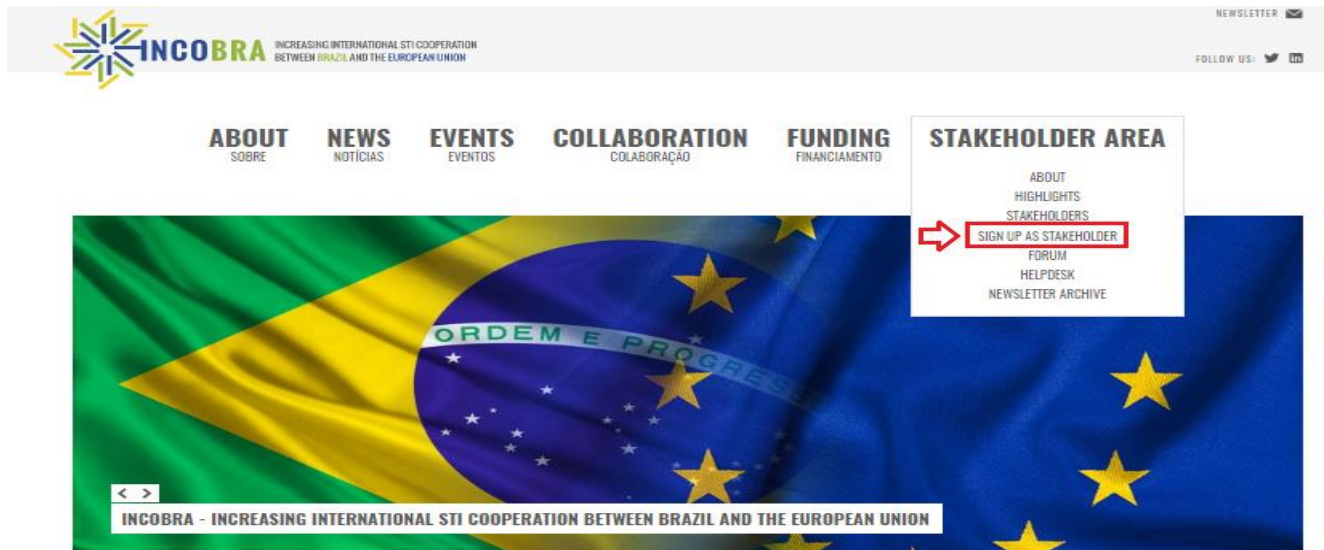 NEWSLETTER
INCOBRA
INCREASING INTERNATIONAL STI COOPERATION
BETWEEN BRAZIL AND THE EUROPEAN UNION
FOLLOW US:
ABOUT NEWS EVENTS COLLABORATION FUNDING STAKEHOLDER AREA
SOBRE NOTÍCIAS EVENTOS COLABORAÇÃO FINANCIAMENTO
ABOUT
HIGHLIGHTS
STAKEHOLDERS
SIGN UP AS STAKEHOLDER
FORUM
HELPDESK
NEWSLETTER ARCHIVE
ORDEM E PROGRESS
< >
INCOBRA - INCREASING INTERNATIONAL STI COOPERATION BETWEEN BRAZIL AND THE EUROPEAN UNION